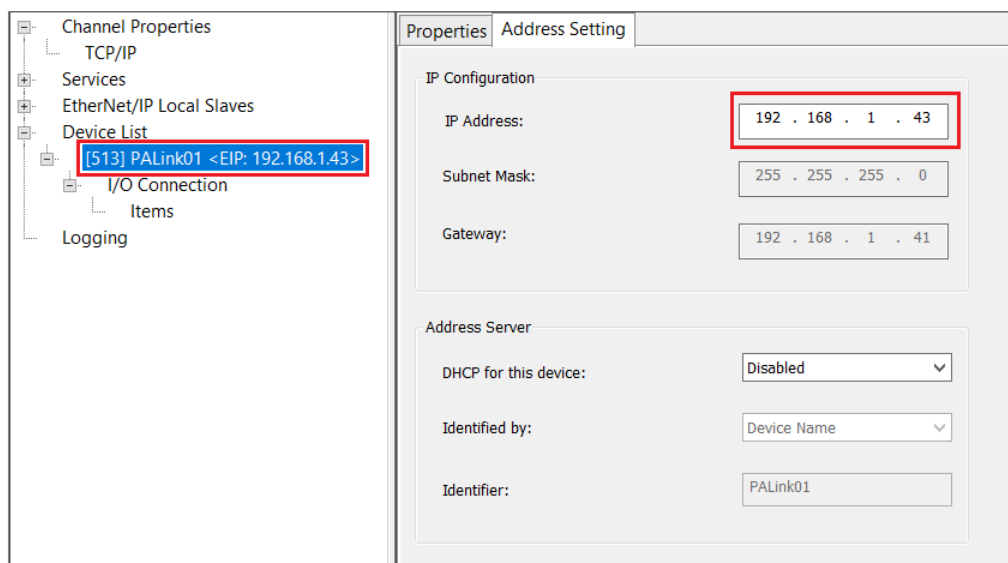 Channel Properties
TCP/IP
Services
EtherNet/IP Local Slaves
Device List
[513] PALink01 <EIP: 192.168.1.43>
I/O Connection
Items
Logging
Properties
Address Setting
IP Configuration
IP Address:
192 . 168 . 1 . 43
Subnet Mask:
255 . 255 . 255 . 0
Gateway:
192 . 168 . 1 . 41
Address Server
DHCP for this device:
Disabled
Identified by:
Device Name
Identifier:
PALink01